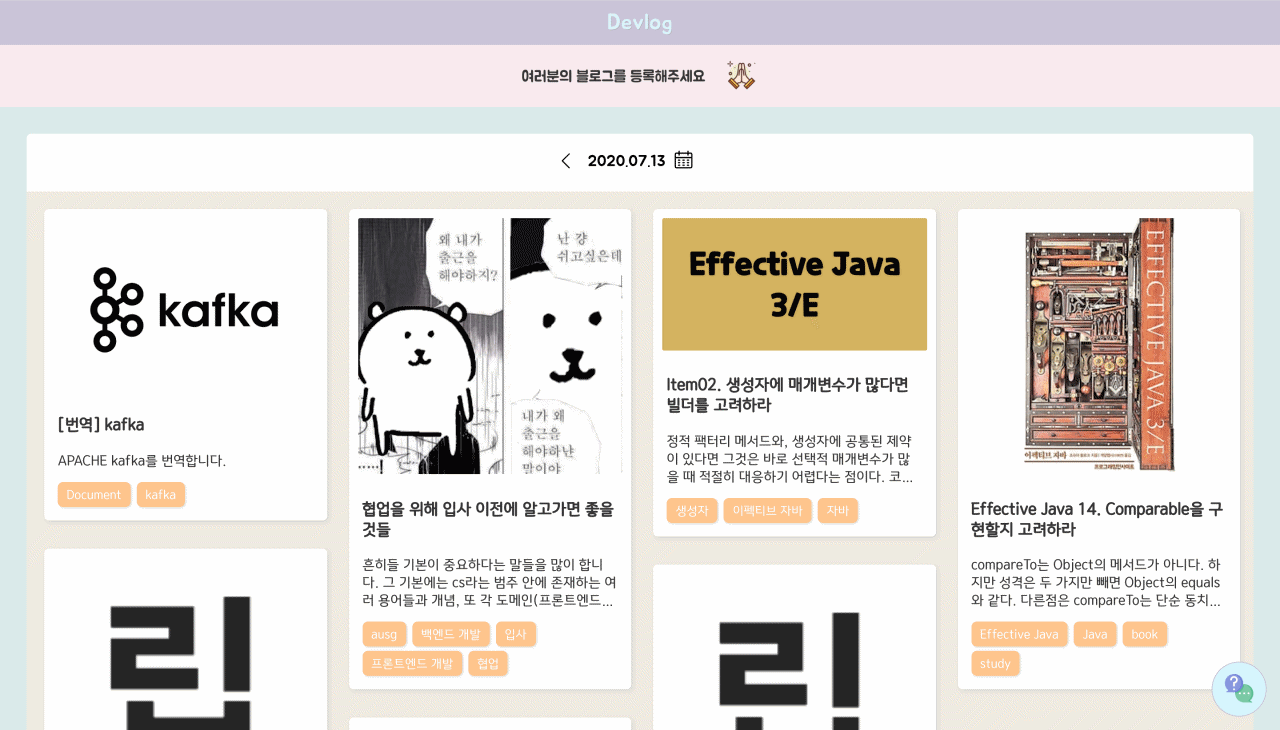 Devlog
여러분의 블로그를 등록해주세요
2020.07.13
kafka
[번역] kafka
APACHE kafka를 번역합니다.
Document
kafka
립
왜 내가
출근을
해야하지?
난 걍
쉬고싶은데
내가 왜
출근을
해야하냔
말이야
협업을 위해 입사 이전에 알고가면 좋을
것들
흔히들 기본이 중요하다는 말들을 많이 합니
다. 그 기본에는 cs라는 범주 안에 존재하는 여
러 용어들과 개념, 또 각 도메인(프론트엔드...
ausg
백엔드 개발
입사
프론트엔드 개발
협업
Effective Java
3/E
Item02. 생성자에 매개변수가 많다면
빌더를 고려하라
정적 팩터리 메서드와, 생성자에 공통된 제약
이 있다면 그것은 바로 선택적 매개변수가 많
을 때 적절히 대응하기 어렵다는 점이다. 코...
생성자
이펙티브 자바
자바
립
EFFECTIVE JAVA 3/E
이펙티브 자바
프로그래밍인사이트
Effective Java 14. Comparable을 구
현할지 고려하라
compareTo는 Object의 메서드가 아니다. 하
지만 성격은 두 가지만 빼면 Object의 equals
와 같다. 다른점은 compareTo는 단순 동치...
Effective Java
Java
book
study